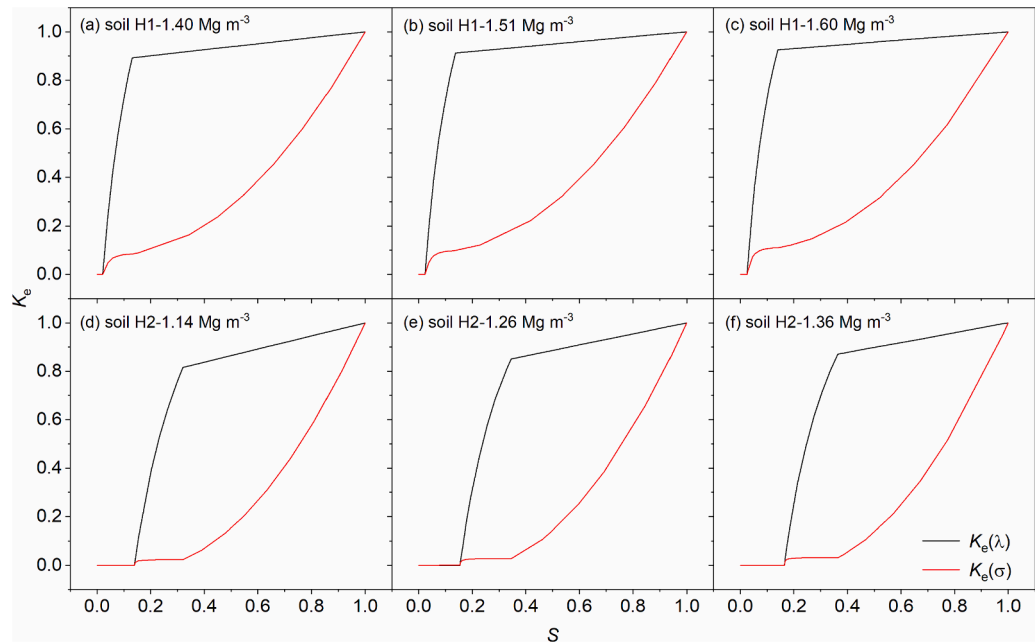 (a) soil H1-1.40 Mg m⁻³
(b) soil H1-1.51 Mg m⁻³
(c) soil H1-1.60 Mg m⁻³
1.0
0.8
0.6
0.4
0.2
0.0
Kₑ
(d) soil H2-1.14 Mg m⁻³
(e) soil H2-1.26 Mg m⁻³
(f) soil H2-1.36 Mg m⁻³
1.0
0.8
0.6
0.4
0.2
0.0
Kₑ(λ)
Kₑ(σ)
0.0 0.2 0.4 0.6 0.8 1.0 0.0 0.2 0.4 0.6 0.8 1.0 0.0 0.2 0.4 0.6 0.8 1.0
S